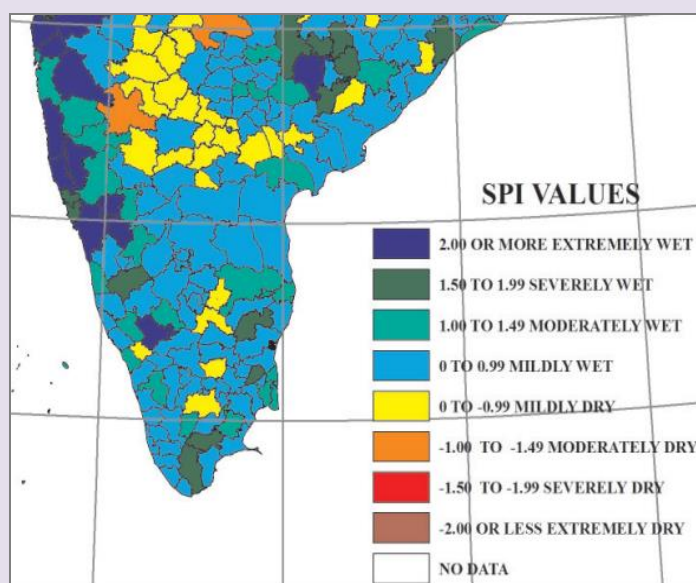 SPI VALUES
2.00 OR MORE EXTREMELY WET
1.50 TO 1.99 SEVERELY WET
1.00 TO 1.49 MODERATELY WET
0 TO 0.99 MILDLY WET
0 TO -0.99 MILDLY DRY
-1.00 TO -1.49 MODERATELY DRY
-1.50 TO -1.99 SEVERELY DRY
-2.00 OR LESS EXTREMELY DRY
NO DATA